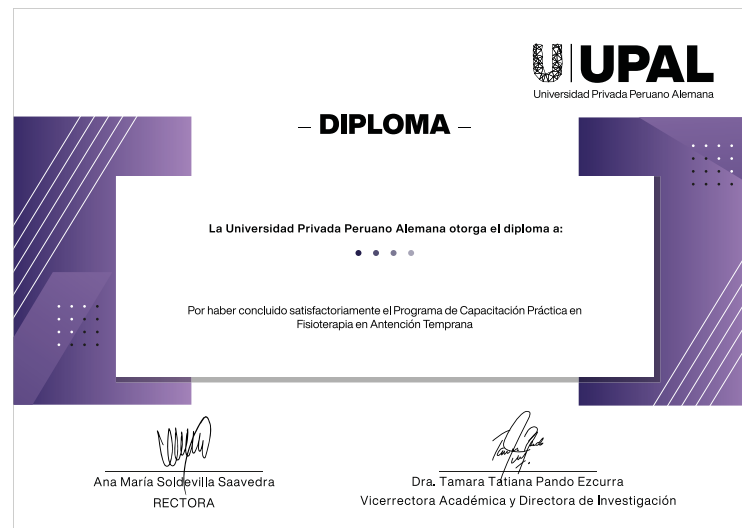 UPAL
Universidad Privada Peruano Alemana
– DIPLOMA –
La Universidad Privada Peruano Alemana otorga el diploma a:
Por haber concluido satisfactoriamente el Programa de Capacitación Práctica en
Fisioterapia en Antención Temprana
Ana María Soldevilla Saavedra
RECTORA
Dra. Tamara Tatiana Pando Ezcurra
Vicerrectora Académica y Directora de Investigación